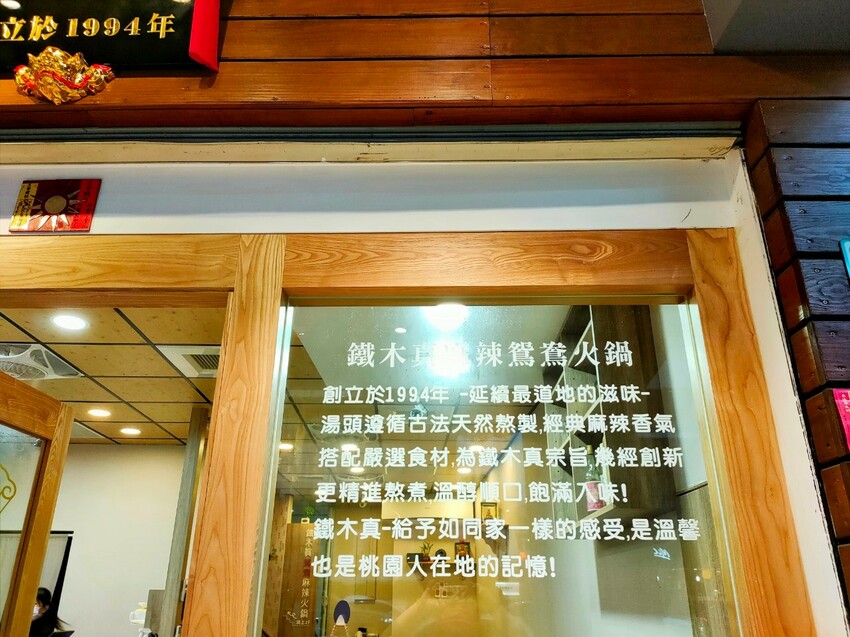 立於1994年
鐵木真麻辣鴛鴦火鍋
創立於1994年 -延續最道地的滋味-
湯頭遵循古法天然熬製,經典麻辣香氣
搭配嚴選食材,為鐵木真宗旨,幾經創新
更精進熬煮,溫醇順口,飽滿入味!
鐵木真-給予如同家一樣的感受,是溫馨
也是桃園人在地的記憶!
麻辣火鍋